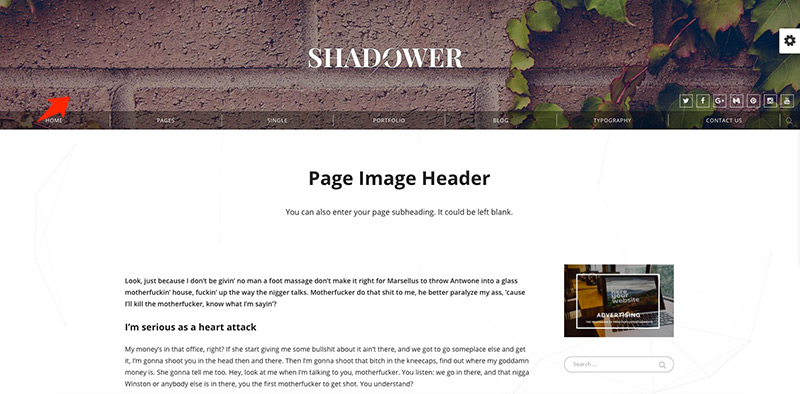 SHADOWER
HOME PAGES SINGLE PORTFOLIO BLOG TYPOGRAPHY CONTACT US
Page Image Header
You can also enter your page subheading. It could be left blank.
Look, just because I don’t be givin’ no man a foot massage don’t make it right for Marsellus to throw Antwone into a glass
motherfuckin’ house, fuckin’ up the way the nigger talks. Motherfucker do that shit to me, he better paralyze my ass, ‘cause
I’ll kill the motherfucker, know what I’m sayin’?
I’m serious as a heart attack
My money’s in that office, right? If she start giving me some bullshit about it ain’t there, and we got to go someplace else and get
it, I’m gonna shoot you in the head then and there. Then I’m gonna shoot that bitch in the kneecaps, find out where my goddamn
money is. She gonna tell me too. Hey, look at me when I’m talking to you, motherfucker. You listen: we go in there, and that nigga
Winston or anybody else is in there, you the first motherfucker to get shot. You understand?
here
your
website
ADVERTISING
Search ...